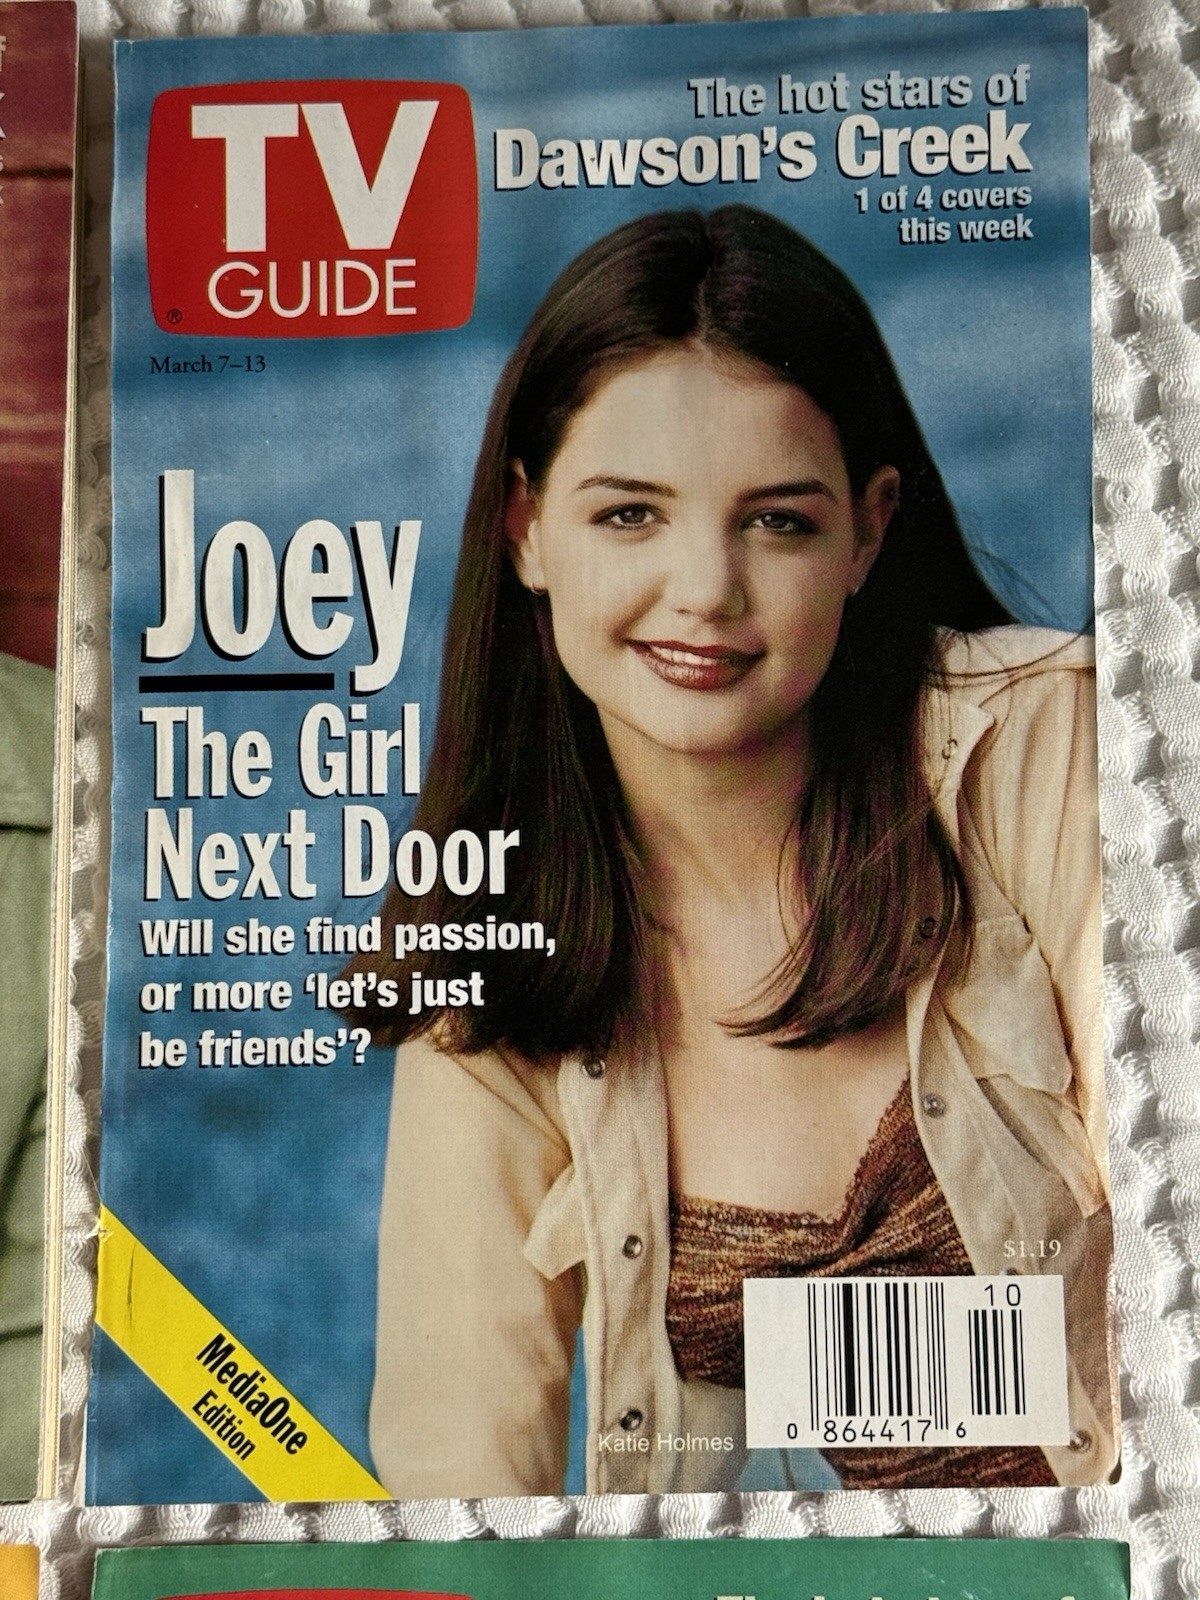 TV
GUIDE
®
March 7–13
The hot stars of
Dawson's Creek
1 of 4 covers
this week
Joey
The Girl
Next Door
Will she find passion,
or more 'let's just
be friends'?
MediaOne
Edition
$1.19
10
0 864417 6
Katie Holmes